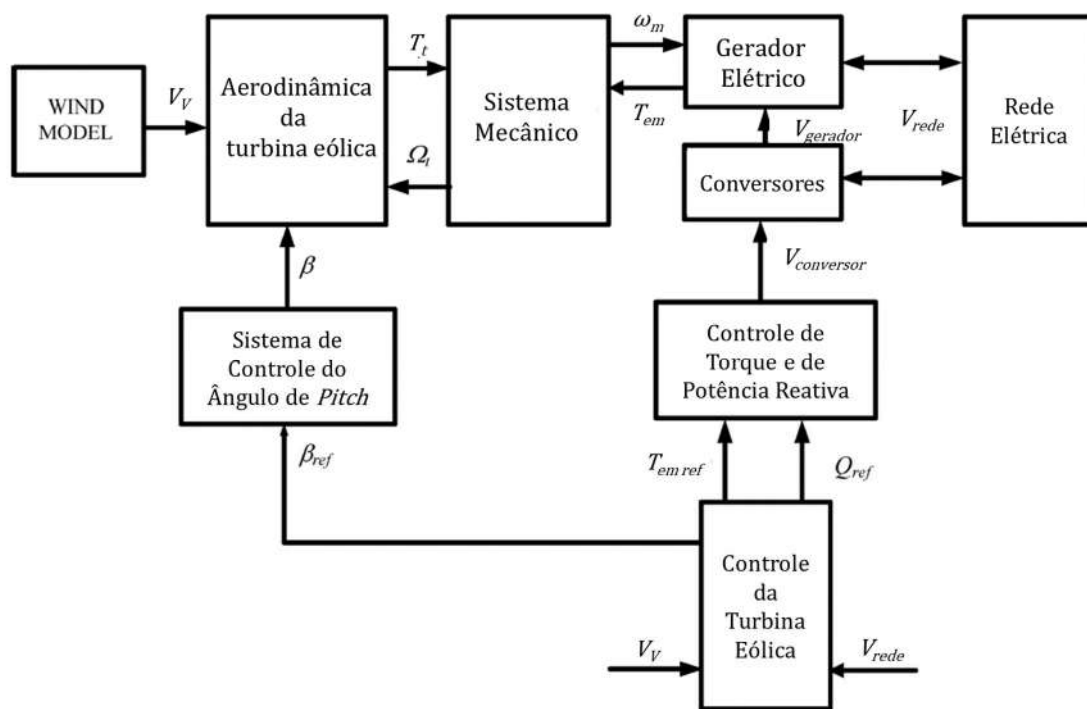 WIND
MODEL
V_V
Aerodinâmica
da
turbina eólica
T_t
Ω_t
Sistema
Mecânico
ω_m
T_em
Gerador
Elétrico
V_gerador
Conversores
V_rede
Rede
Elétrica
β
V_conversor
Sistema de
Controle do
Ângulo de Pitch
Controle de
Torque e de
Potência Reativa
β_ref
T_em ref
Q_ref
Controle
da
Turbina
Eólica
V_V
V_rede